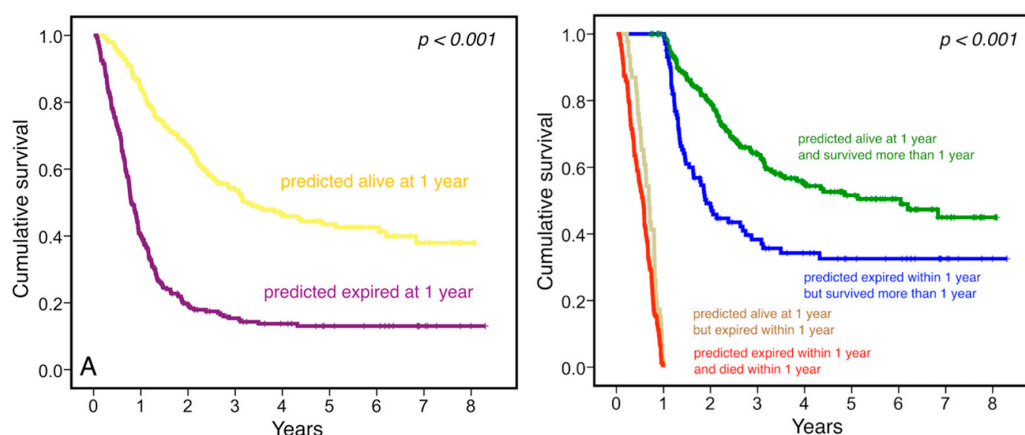 p < 0.001
1.0
0.8
0.6
0.4
0.2
0.0
Cumulative survival
predicted alive at 1 year
predicted expired at 1 year
A
0 1 2 3 4 5 6 7 8
Years
p < 0.001
1.0
0.8
0.6
0.4
0.2
0.0
Cumulative survival
predicted alive at 1 year
and survived more than 1 year
predicted expired within 1 year
but survived more than 1 year
predicted alive at 1 year
but expired within 1 year
predicted expired within 1 year
and died within 1 year
0 1 2 3 4 5 6 7 8
Years